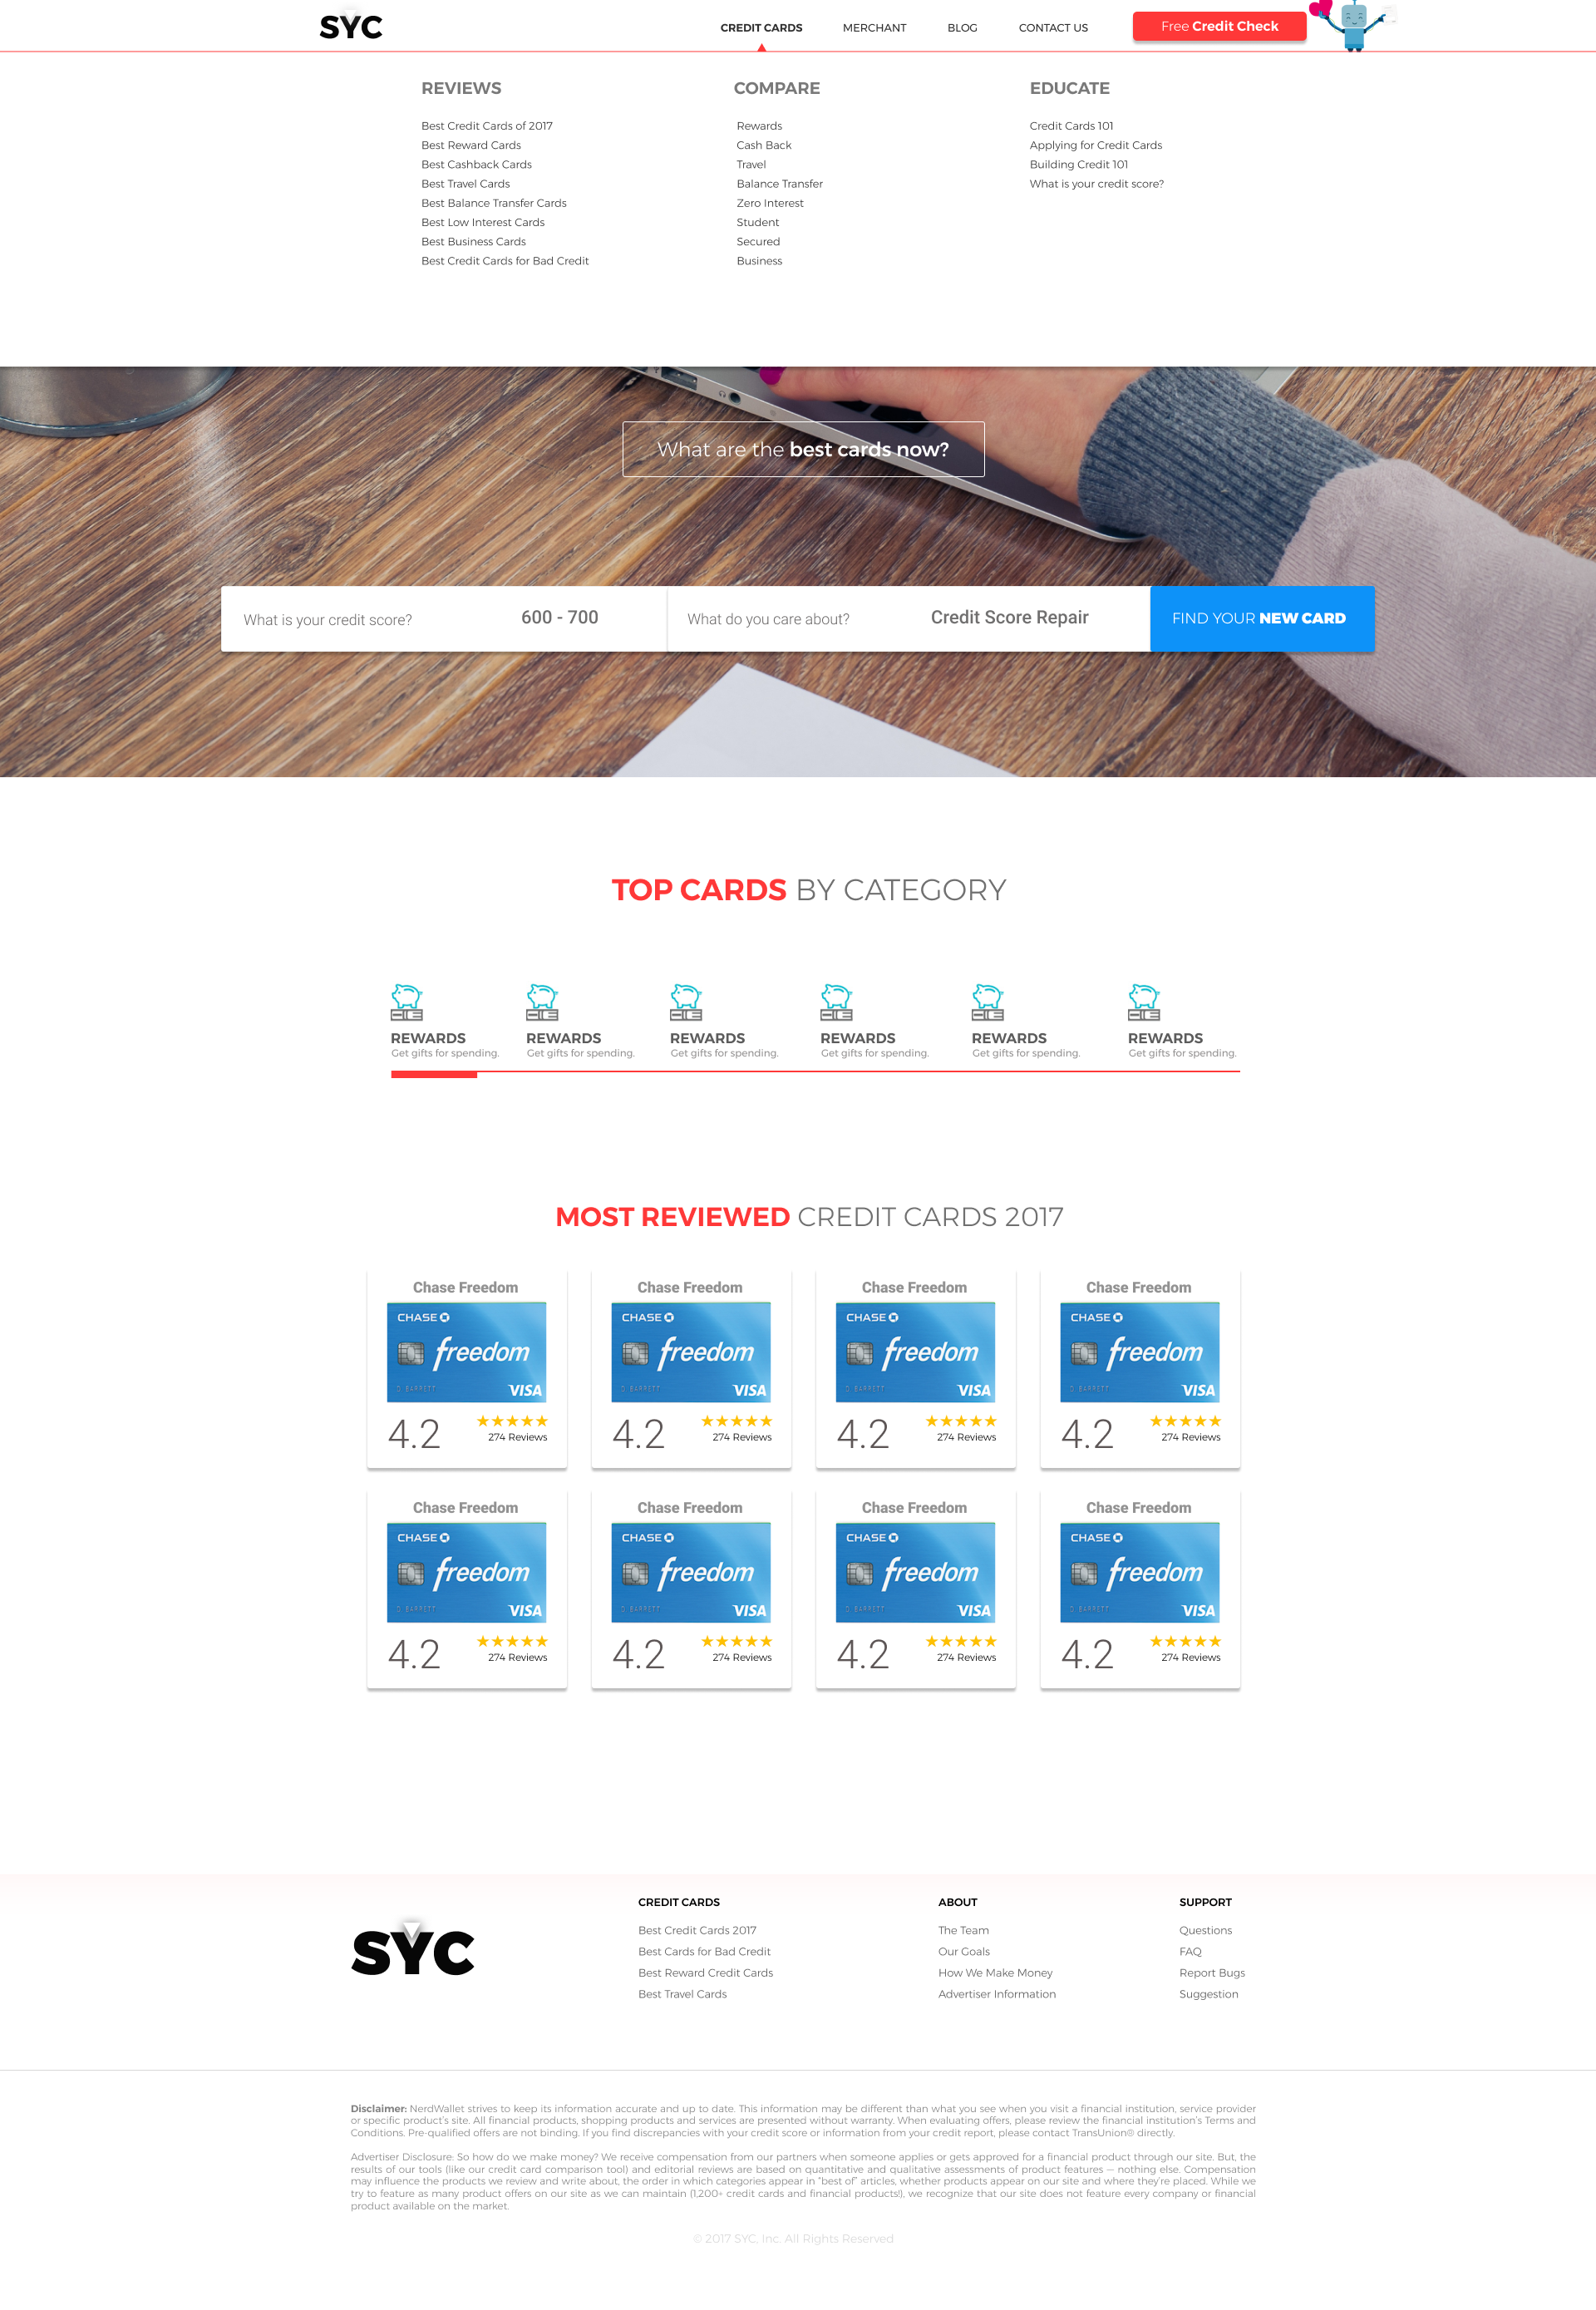 SYC
CREDIT CARDS
MERCHANT
BLOG
CONTACT US
Free Credit Check
REVIEWS
Best Credit Cards of 2017
Best Reward Cards
Best Cashback Cards
Best Travel Cards
Best Balance Transfer Cards
Best Low Interest Cards
Best Business Cards
Best Credit Cards for Bad Credit
COMPARE
Rewards
Cash Back
Travel
Balance Transfer
Zero Interest
Student
Secured
Business
EDUCATE
Credit Cards 101
Applying for Credit Cards
Building Credit 101
What is your credit score?
What are the best cards now?
What is your credit score?
600 - 700
What do you care about?
Credit Score Repair
FIND YOUR NEW CARD
TOP CARDS BY CATEGORY
REWARDS
Get gifts for spending.
REWARDS
Get gifts for spending.
REWARDS
Get gifts for spending.
REWARDS
Get gifts for spending.
REWARDS
Get gifts for spending.
REWARDS
Get gifts for spending.
MOST REVIEWED CREDIT CARDS 2017
Chase Freedom
CHASE
freedom
D. BARRETT
VISA
4.2
274 Reviews
Chase Freedom
CHASE
freedom
D. BARRETT
VISA
4.2
274 Reviews
Chase Freedom
CHASE
freedom
D. BARRETT
VISA
4.2
274 Reviews
Chase Freedom
CHASE
freedom
D. BARRETT
VISA
4.2
274 Reviews
Chase Freedom
CHASE
freedom
D. BARRETT
VISA
4.2
274 Reviews
Chase Freedom
CHASE
freedom
D. BARRETT
VISA
4.2
274 Reviews
Chase Freedom
CHASE
freedom
D. BARRETT
VISA
4.2
274 Reviews
Chase Freedom
CHASE
freedom
D. BARRETT
VISA
4.2
274 Reviews
SYC
CREDIT CARDS
Best Credit Cards 2017
Best Cards for Bad Credit
Best Reward Credit Cards
Best Travel Cards
ABOUT
The Team
Our Goals
How We Make Money
Advertiser Information
SUPPORT
Questions
FAQ
Report Bugs
Suggestion
Disclaimer: NerdWallet strives to keep its information accurate and up to date. This information may be different than what you see when you visit a financial institution, service provider
or specific product's site. All financial products, shopping products and services are presented without warranty. When evaluating offers, please review the financial institution's Terms and
Conditions. Pre-qualified offers are not binding. If you find discrepancies with your credit score or information from your credit report, please contact TransUnion® directly.
Advertiser Disclosure: So how do we make money? We receive compensation from our partners when someone applies or gets approved for a financial product through our site. But, the
results of our tools (like our credit card comparison tool) and editorial reviews are based on quantitative and qualitative assessments of product features — nothing else. Compensation
may influence the products we review and write about, the order in which categories appear in "best of" articles, whether products appear on our site and where they're placed. While we
try to feature as many product offers on our site as we can maintain (1,200+ credit cards and financial products!), we recognize that our site does not feature every company or financial
product available on the market.
© 2017 SYC, Inc. All Rights Reserved